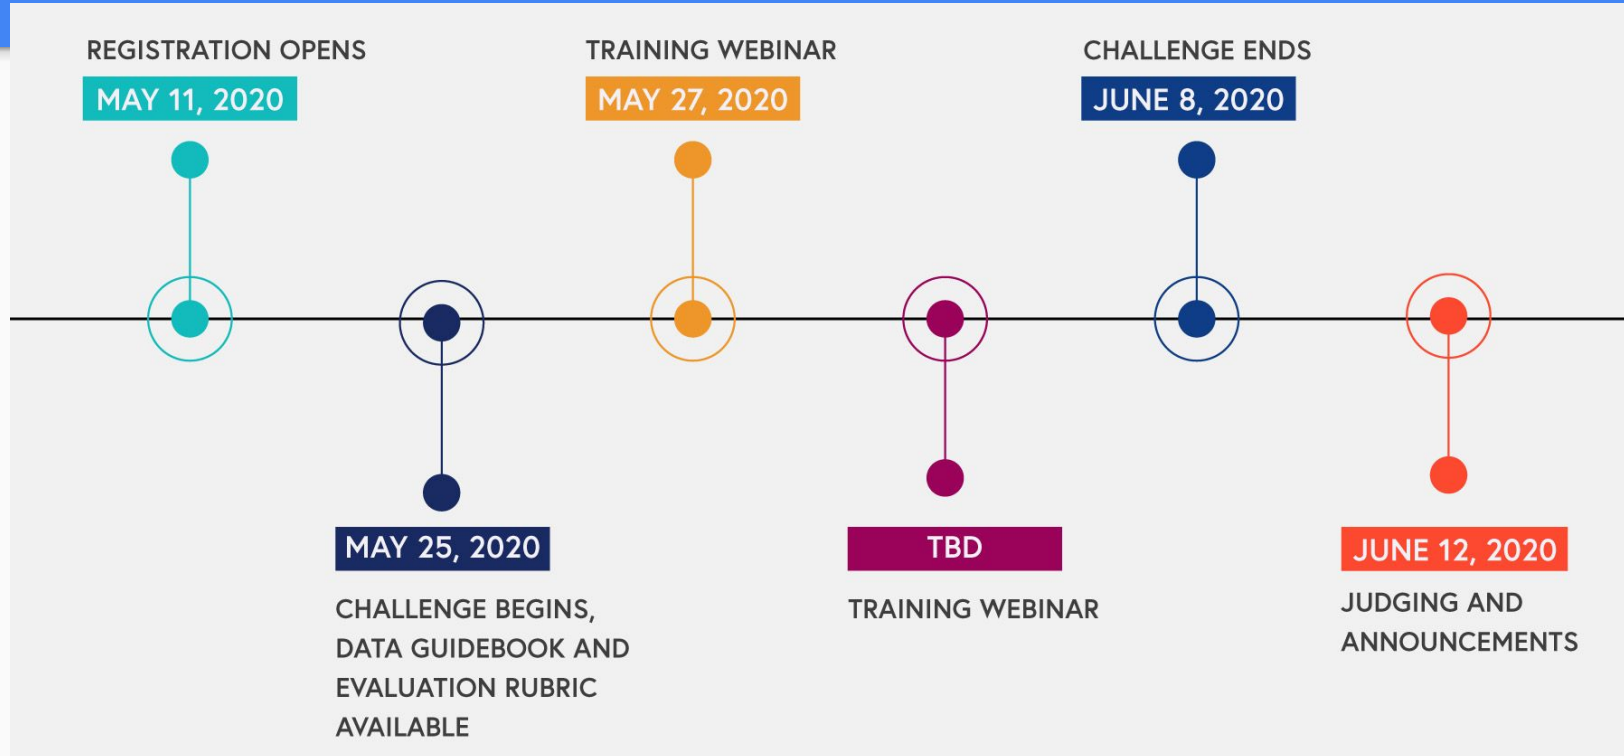 REGISTRATION OPENS
MAY 11, 2020
TRAINING WEBINAR
MAY 27, 2020
CHALLENGE ENDS
JUNE 8, 2020
MAY 25, 2020
CHALLENGE BEGINS,
DATA GUIDEBOOK AND
EVALUATION RUBRIC
AVAILABLE
TBD
TRAINING WEBINAR
JUNE 12, 2020
JUDGING AND
ANNOUNCEMENTS